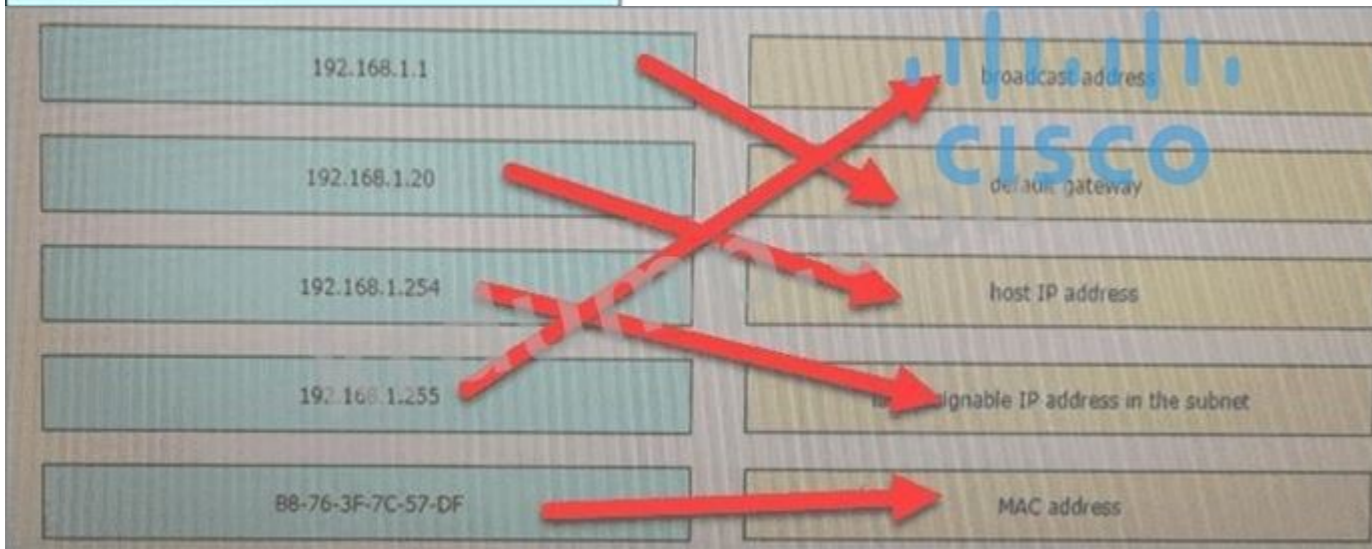 192.168.1.1
broadcast address
CISCO
192.168.1.20
default gateway
192.168.1.254
host IP address
192.168.1.255
signable IP address in the subnet
B8-76-3F-7C-57-DF
MAC address